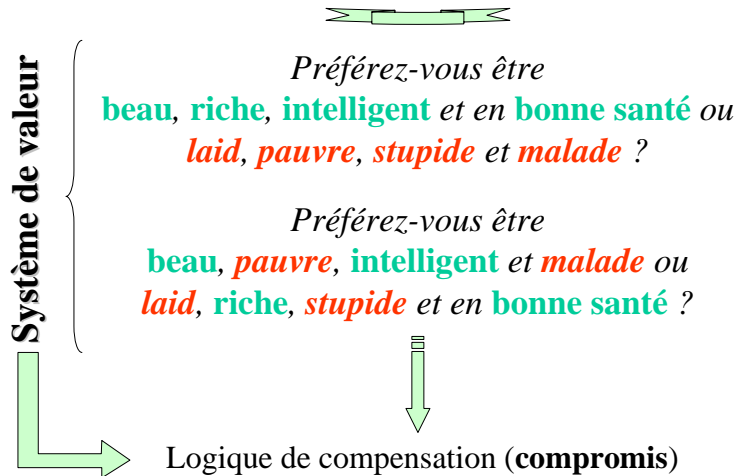 Système de valeur
Préférez-vous être
beau, riche, intelligent et en bonne santé ou
laid, pauvre, stupide et malade ?
Préférez-vous être
beau, pauvre, intelligent et malade ou
laid, riche, stupide et en bonne santé ?
Logique de compensation (compromis)